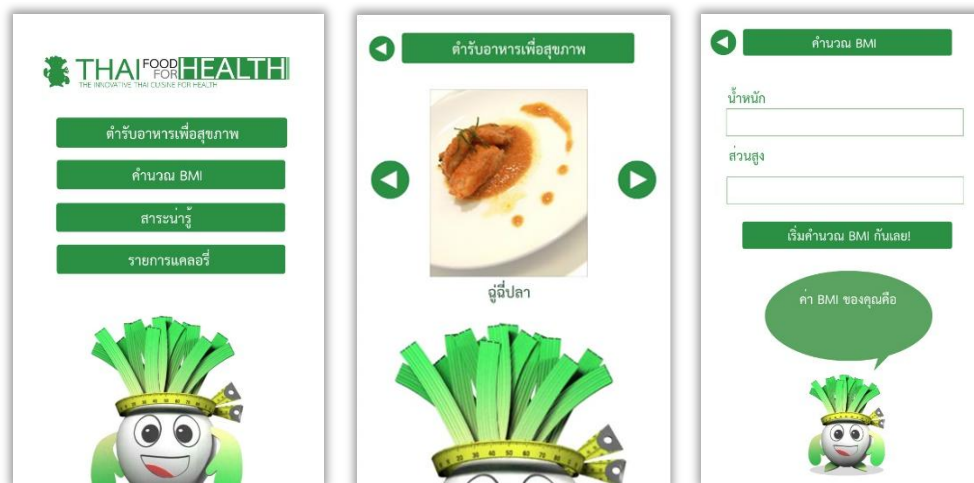 THAI FOOD FOR HEALTH
THE INNOVATIVE THAI CUISINE FOR HEALTH
ตำรับอาหารเพื่อสุขภาพ
คำนวณ BMI
สาระน่ารู้
รายการแคลอรี่
ตำรับอาหารเพื่อสุขภาพ
ฉู่ฉี่ปลา
คำนวณ BMI
น้ำหนัก
ส่วนสูง
เริ่มคำนวณ BMI กันเลย!
ค่า BMI ของคุณคือ